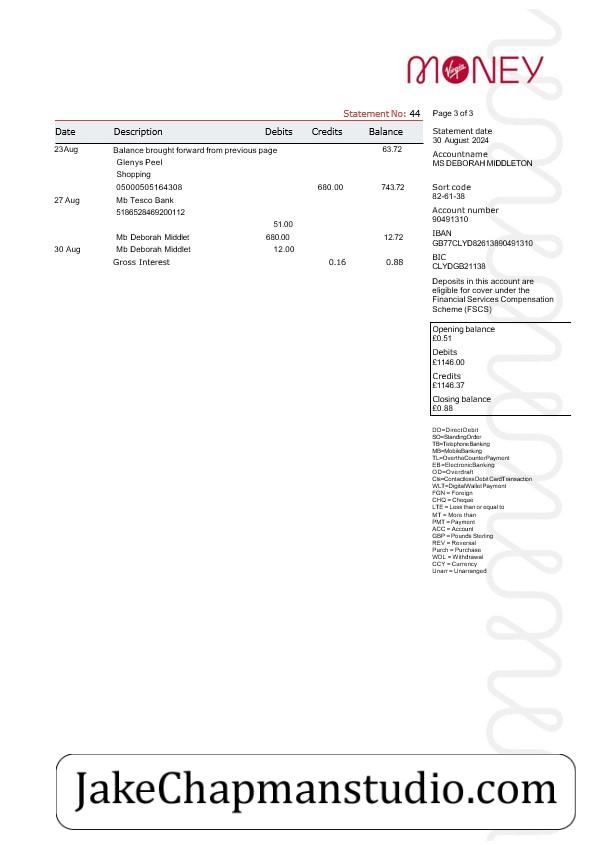 MONEY
Virgin
Statement No: 44 Page 3 of 3
Date Description Debits Credits Balance
23Aug Balance brought forward from previous page 63.72
Glenys Peel
Shopping
05000505164308 680.00 743.72
27 Aug Mb Tesco Bank
5186528469200112
51.00
Mb Deborah Middlet 680.00 12.72
30 Aug Mb Deborah Middlet 12.00
Gross Interest 0.16 0.88
Statement date
30 August 2024
Accountname
MS DEBORAH MIDDLETON
Sort code
82-61-38
Account number
90491310
IBAN
GB77CLYD82613890491310
BIC
CLYDGB21138
Deposits in this account are
eligible for cover under the
Financial Services Compensation
Scheme (FSCS)
Opening balance
£0.51
Debits
£1146.00
Credits
£1146.37
Closing balance
£0.88
DD=Direct Debit
SO=StandingOrder
TB=TelephoneBanking
MB=MobileBanking
TL=OvertheCounterPayment
EB=ElectronicBanking
OD=Overdraft
Cls=ContactlessDebitCardTransaction
WLT=DigitalWalletPayment
FGN = Foreign
CHQ = Cheque
LTE = Less than or equal to
MT = More than
PMT = Payment
ACC = Account
GBP = Pounds Sterling
REV = Reversal
Purch = Purchase
WDL = Withdrawal
CCY = Currency
Unarr = Unarranged
JakeChapmanstudio.com